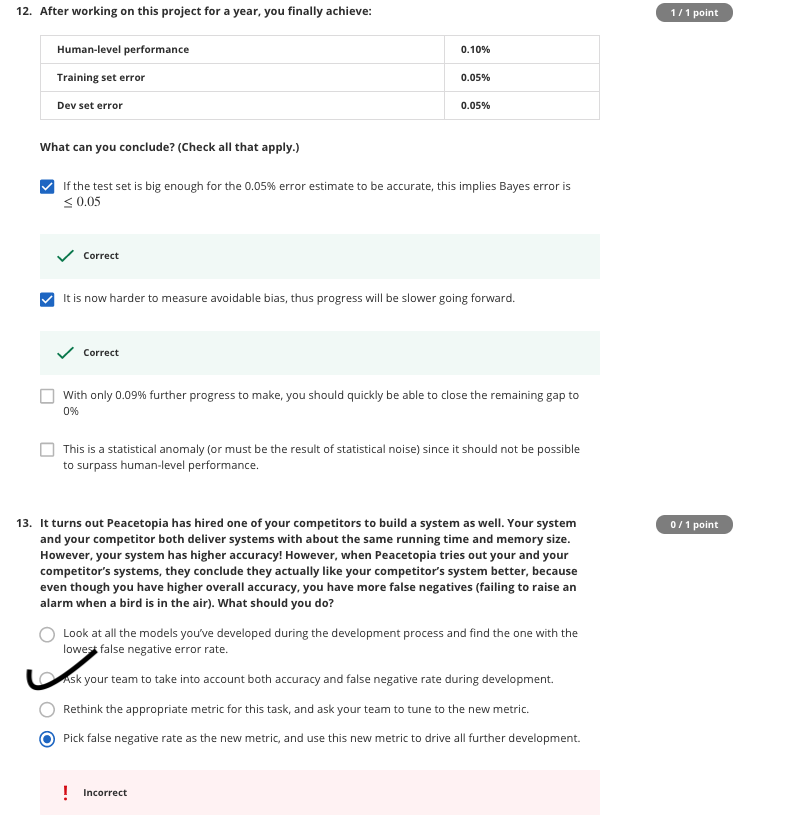 12. After working on this project for a year, you finally achieve:
1 / 1 point
Human-level performance 0.10%
Training set error 0.05%
Dev set error 0.05%
What can you conclude? (Check all that apply.)
If the test set is big enough for the 0.05% error estimate to be accurate, this implies Bayes error is
≤ 0.05
Correct
It is now harder to measure avoidable bias, thus progress will be slower going forward.
Correct
With only 0.09% further progress to make, you should quickly be able to close the remaining gap to
0%
This is a statistical anomaly (or must be the result of statistical noise) since it should not be possible
to surpass human-level performance.
13. It turns out Peacetopia has hired one of your competitors to build a system as well. Your system
0 / 1 point
and your competitor both deliver systems with about the same running time and memory size.
However, your system has higher accuracy! However, when Peacetopia tries out your and your
competitor's systems, they conclude they actually like your competitor's system better, because
even though you have higher overall accuracy, you have more false negatives (failing to raise an
alarm when a bird is in the air). What should you do?
Look at all the models you've developed during the development process and find the one with the
lowest false negative error rate.
Ask your team to take into account both accuracy and false negative rate during development.
Rethink the appropriate metric for this task, and ask your team to tune to the new metric.
Pick false negative rate as the new metric, and use this new metric to drive all further development.
! Incorrect